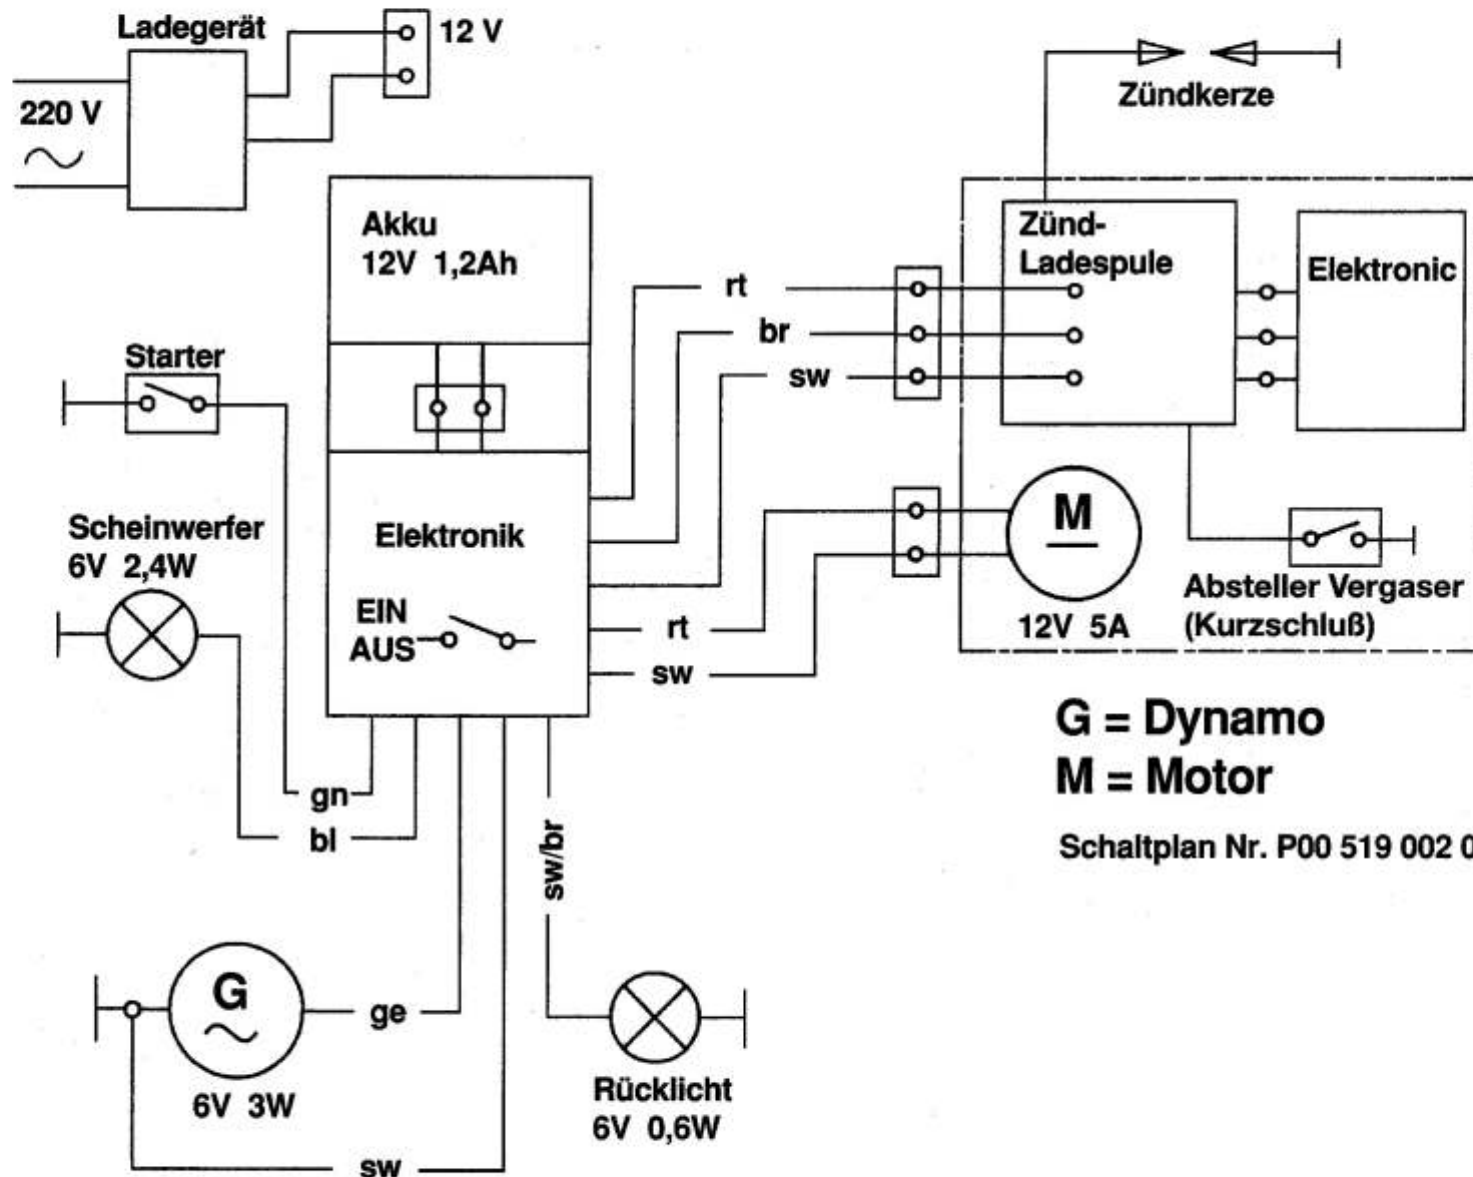 Ladegerät
12 V
220 V
Zündkerze
Akku
12V 1,2Ah
Zünd-
Ladespule
Elektronic
rt
br
sw
Starter
Scheinwerfer
6V 2,4W
Elektronik
EIN
AUS
rt
sw
M
12V 5A
Absteller Vergaser
(Kurzschluß)
G = Dynamo
M = Motor
Schaltplan Nr. P00 519 002 0
gn
bl
sw/br
G
ge
6V 3W
Rücklicht
6V 0,6W
sw